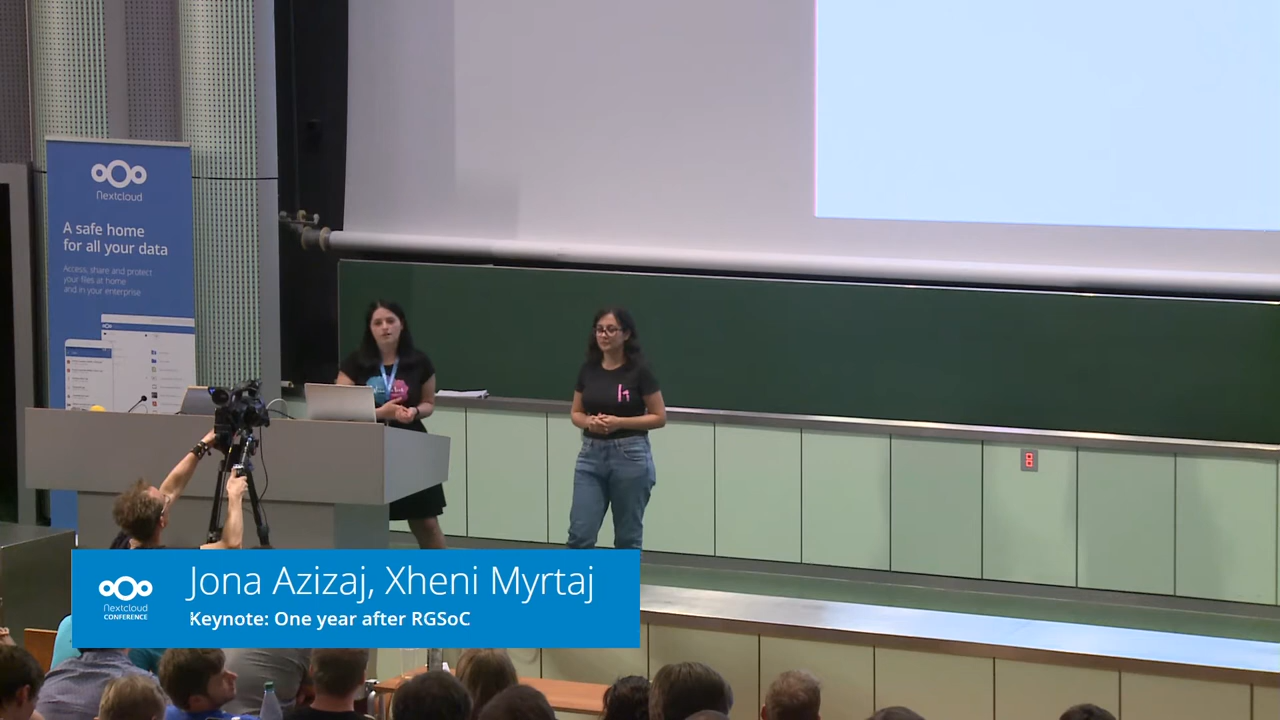 Nextcloud
A safe home
for all your data
Access, share and protect
your files at home
and in your enterprise
Jona Azizaj, Xheni Myrtaj
Nextcloud
CONFERENCE
Keynote: One year after RGSoC